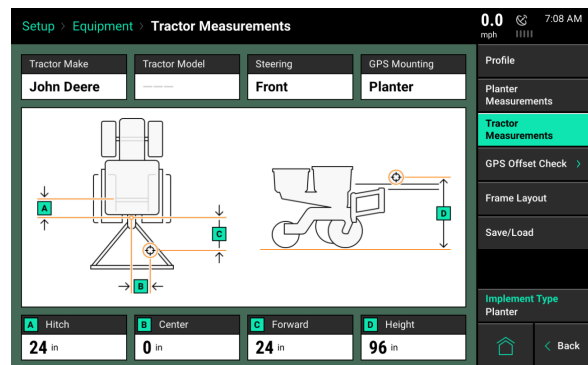 Setup > Equipment > Tractor Measurements
0.0 mph
7:08 AM
Tractor Make
Tractor Model
Steering
GPS Mounting
John Deere
---
Front
Planter
A
B
C
D
A Hitch
B Center
C Forward
D Height
24 in
0 in
24 in
96 in
Profile
Planter
Measurements
Tractor
Measurements
GPS Offset Check >
Frame Layout
Save/Load
Implement Type
Planter
< Back